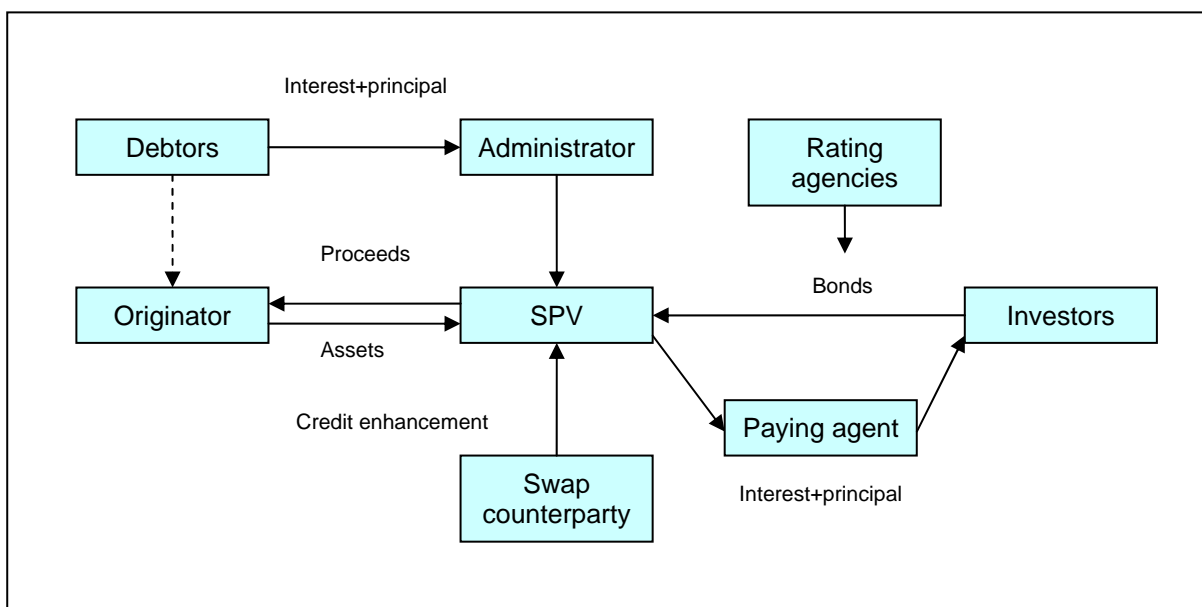 Interest+principal
Debtors
Administrator
Rating
agencies
Proceeds
Bonds
Originator
SPV
Investors
Assets
Credit enhancement
Paying agent
Swap
counterparty
Interest+principal